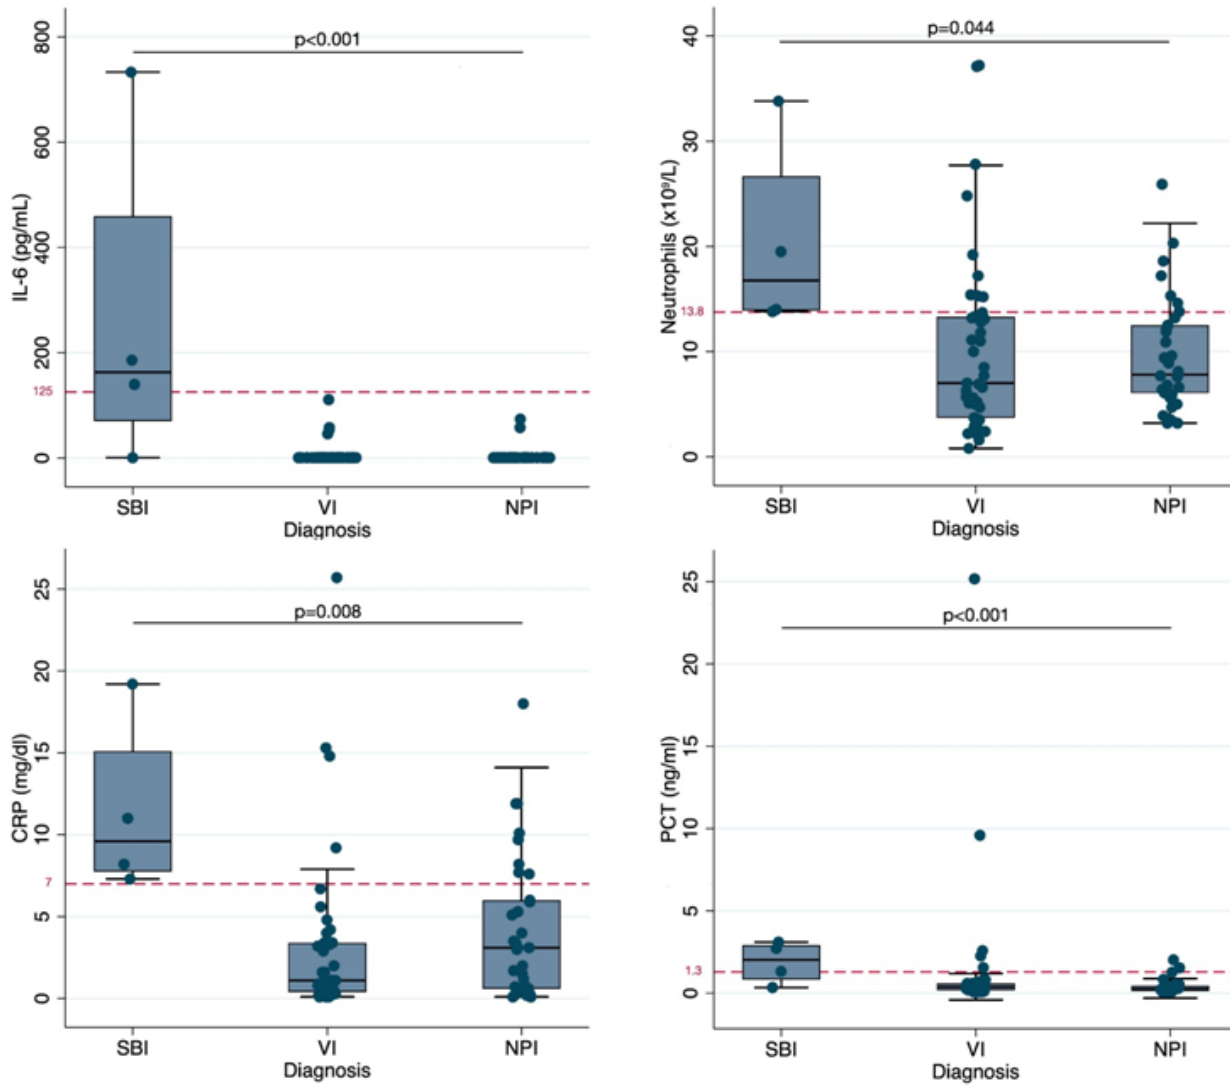 p<0.001
800
600
400
200
125
0
IL-6 (pg/mL)
SBI
VI
NPI
Diagnosis
p=0.044
40
30
20
13.8
10
0
Neutrophils (x10⁹/L)
SBI
VI
NPI
Diagnosis
p=0.008
25
20
15
10
7
5
0
CRP (mg/dl)
SBI
VI
NPI
Diagnosis
p<0.001
25
20
15
10
5
1.3
0
PCT (ng/ml)
SBI
VI
NPI
Diagnosis